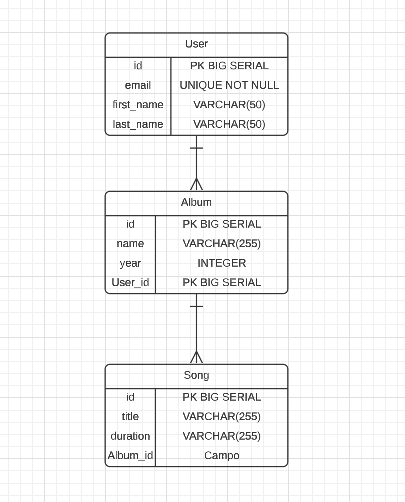 User
id PK BIG SERIAL
email UNIQUE NOT NULL
first_name VARCHAR(50)
last_name VARCHAR(50)
Album
id PK BIG SERIAL
name VARCHAR(255)
year INTEGER
User_id PK BIG SERIAL
Song
id PK BIG SERIAL
title VARCHAR(255)
duration VARCHAR(255)
Album_id Campo